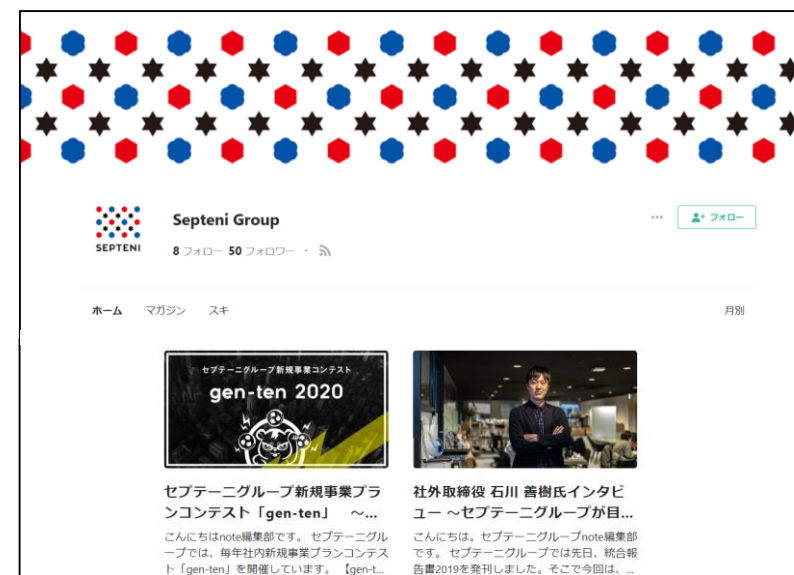 SEPTENI
Septeni Group
8 フォロー 50 フォロワー ・
フォロー
ホーム マガジン スキ 月別
セプテーニグループ新規事業コンテスト
gen-ten 2020
セプテーニグループ新規事業プラ
ンコンテスト「gen-ten」 ～...
こんにちはnote編集部です。 セプテーニグル
ープでは、毎年社内新規事業プランコンテス
ト「gen-ten」を開催しています。 【gen-t...
社外取締役 石川 善樹氏インタビ
ュー ～セプテーニグループが目...
こんにちは。セプテーニグループnote編集部
です。 セプテーニグループでは先日、統合報
告書2019を発刊しました。そこで今回は、...